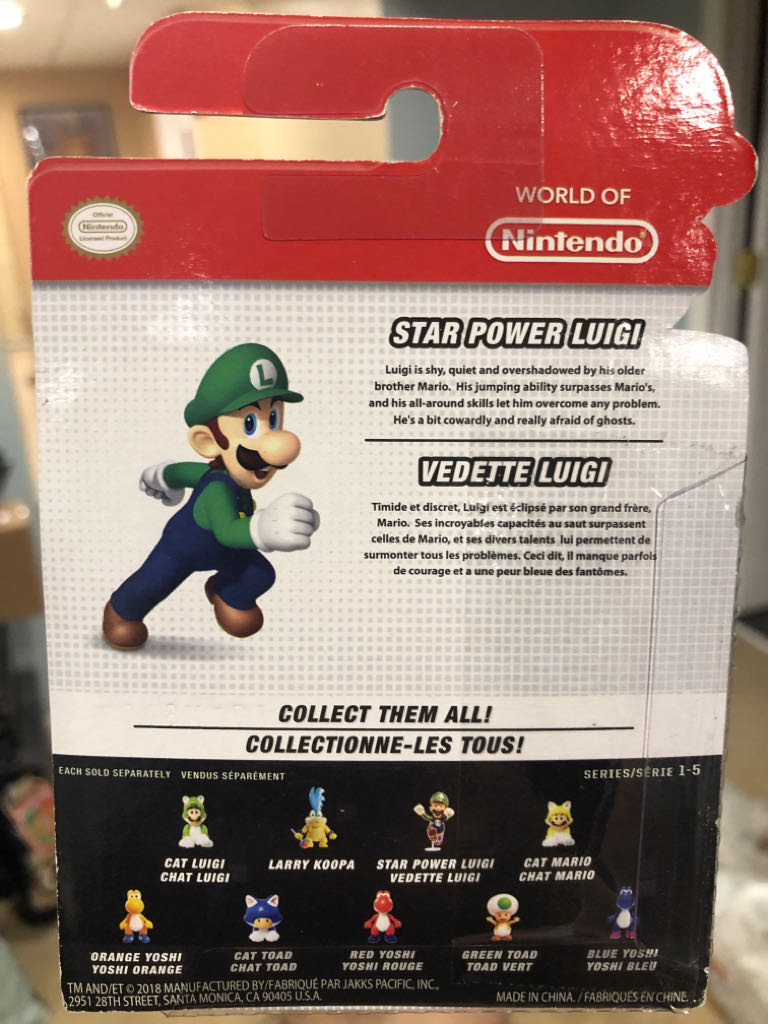 WORLD OF
Nintendo®
Official
Nintendo
Licensed Product
L
STAR POWER LUIGI
Luigi is shy, quiet and overshadowed by his older
brother Mario. His jumping ability surpasses Mario's,
and his all-around skills let him overcome any problem.
He's a bit cowardly and really afraid of ghosts.
VEDETTE LUIGI
Timide et discret, Luigi est éclipsé par son grand frère,
Mario. Ses incroyables capacités au saut surpassent
celles de Mario, et ses divers talents lui permettent de
surmonter tous les problèmes. Ceci dit, il manque parfois
de courage et a une peur bleue des fantômes.
COLLECT THEM ALL!
COLLECTIONNE-LES TOUS!
EACH SOLD SEPARATELY VENDUS SÉPARÉMENT
SERIES/SÉRIE 1-5
CAT LUIGI
CHAT LUIGI
LARRY KOOPA
STAR POWER LUIGI
VEDETTE LUIGI
CAT MARIO
CHAT MARIO
ORANGE YOSHI
YOSHI ORANGE
CAT TOAD
CHAT TOAD
RED YOSHI
YOSHI ROUGE
GREEN TOAD
TOAD VERT
BLUE YOSHI
YOSHI BLEU
TM AND/ET © 2018 MANUFACTURED BY/FABRIQUÉ PAR JAKKS PACIFIC, INC.,
2951 28TH STREET, SANTA MONICA, CA 90405 U.S.A.
MADE IN CHINA. / FABRIQUÉS EN CHINE.